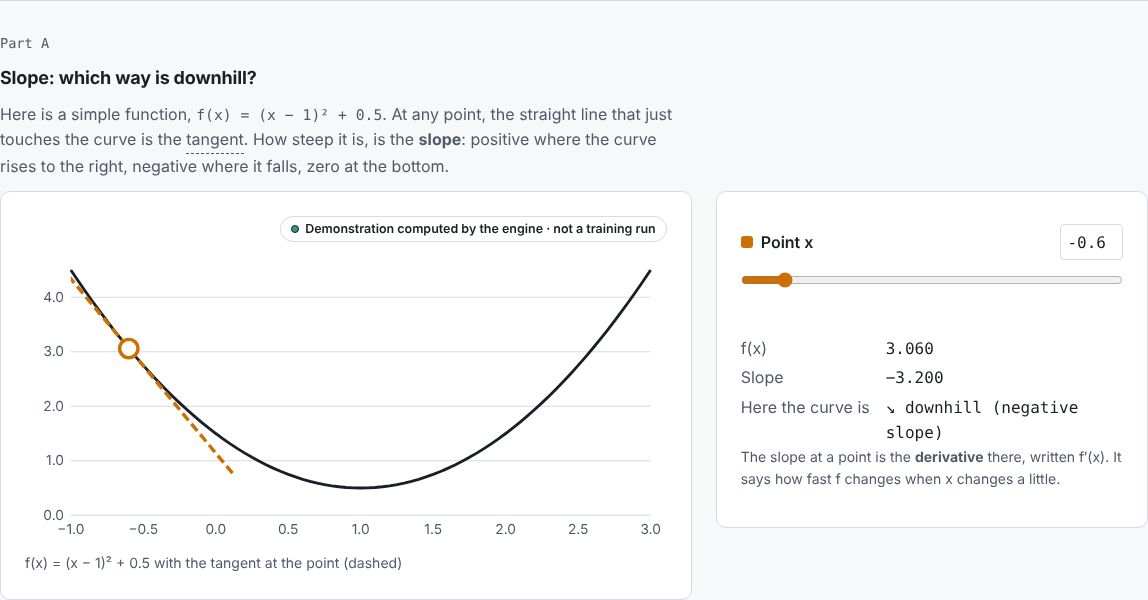 Part A
Slope: which way is downhill?
Here is a simple function, f(x) = (x − 1)² + 0.5. At any point, the straight line that just
touches the curve is the tangent. How steep it is, is the slope: positive where the curve
rises to the right, negative where it falls, zero at the bottom.
Demonstration computed by the engine · not a training run
4.0
3.0
2.0
1.0
0.0
−1.0 −0.5 0.0 0.5 1.0 1.5 2.0 2.5 3.0
f(x) = (x − 1)² + 0.5 with the tangent at the point (dashed)
Point x -0.6
f(x) 3.060
Slope −3.200
Here the curve is ↘ downhill (negative
slope)
The slope at a point is the derivative there, written f′(x). It
says how fast f changes when x changes a little.